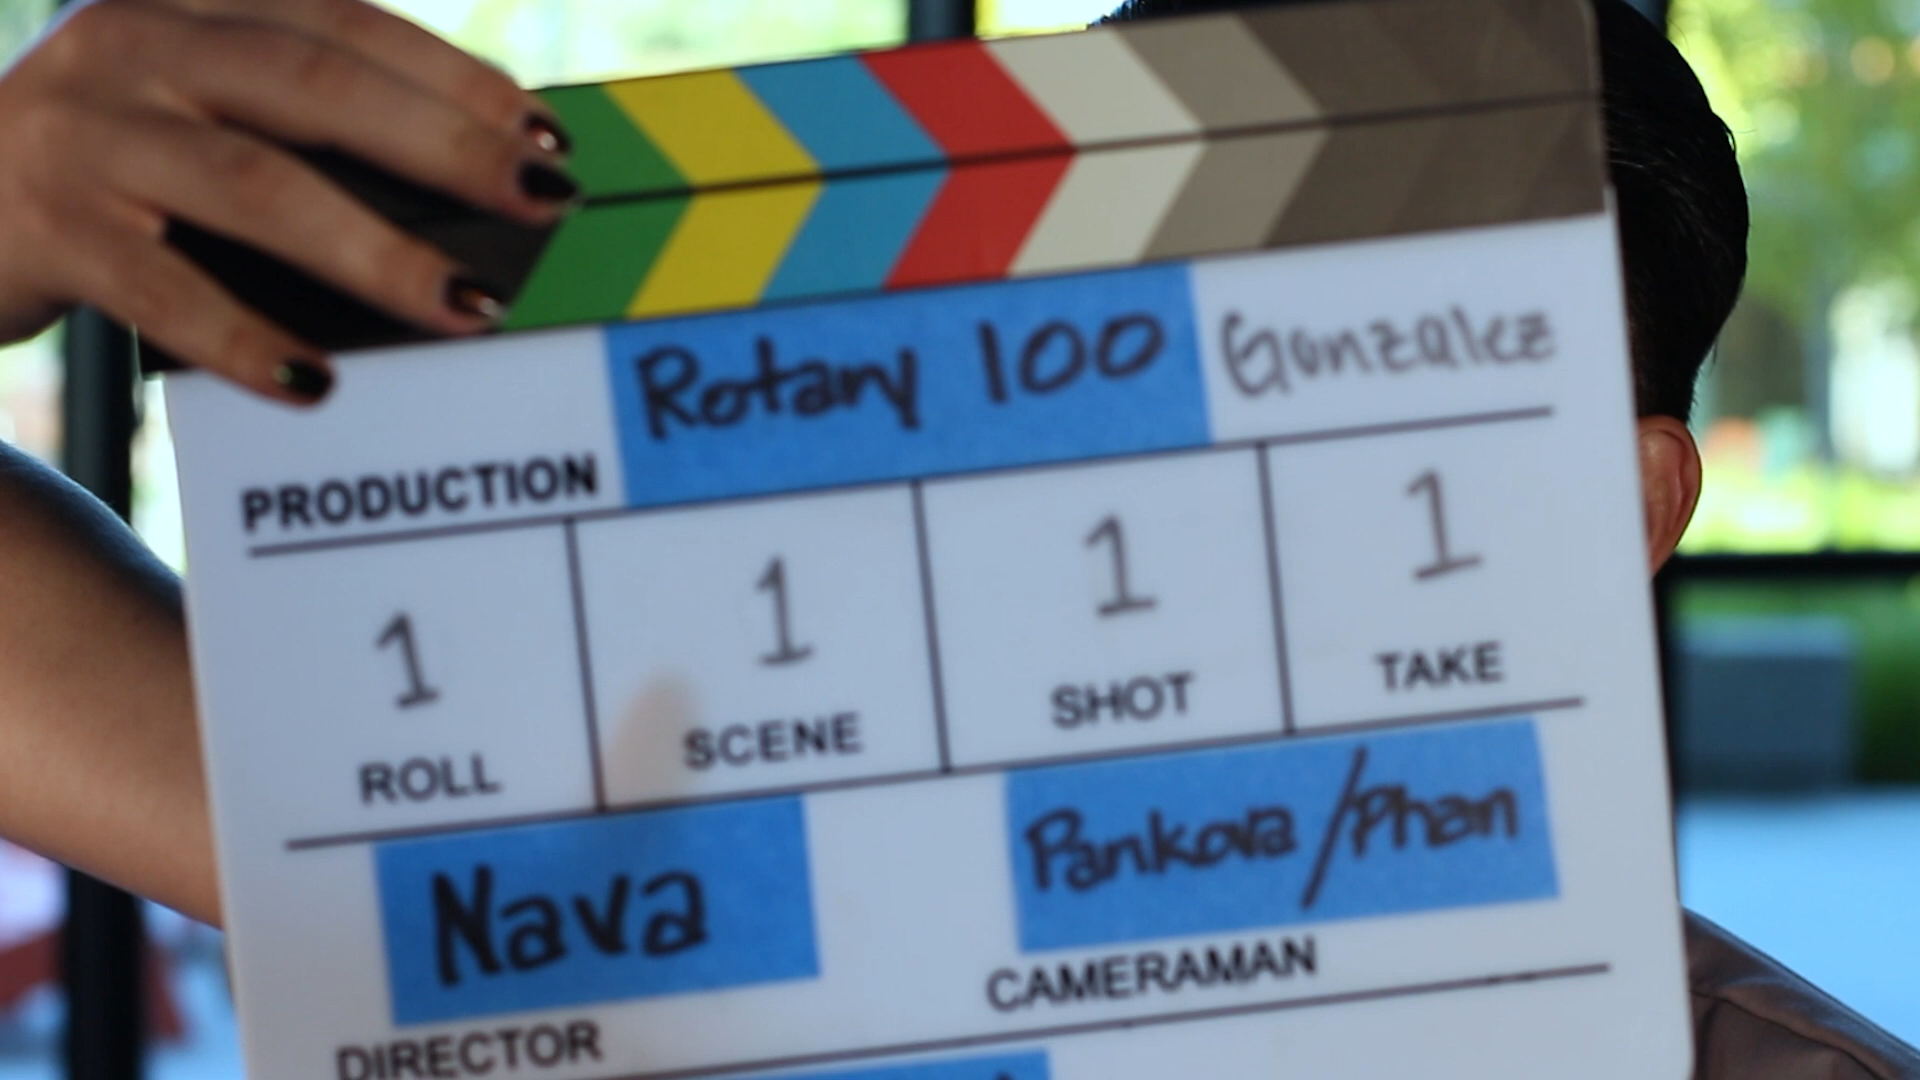 Rotary 100 Gonzalez
PRODUCTION
1 1 1 1
ROLL SCENE SHOT TAKE
Nava Pankova/Phan
DIRECTOR CAMERAMAN